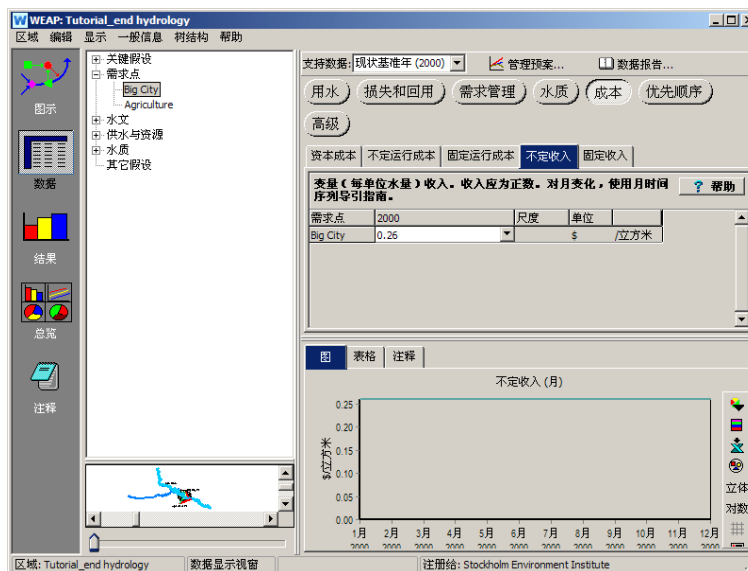 WEAP: Tutorial_end hydrology
区域 编辑 显示 一般信息 树结构 帮助
图示
数据
结果
总览
注释
关键假设
需求点
Big City
Agriculture
水文
供水与资源
水质
其它假设
支持数据: 现状基准年 (2000) 管理预案... 数据报告...
用水 损失和回用 需求管理 水质 成本 优先顺序
高级
资本成本 不定运行成本 固定运行成本 不定收入 固定收入
变量(每单位水量)收入。收入应为正数。对月变化,使用月时间
序列导引指南。
? 帮助
需求点 2000 尺度 单位
Big City 0.26 $ /立方米
图 表格 注释
不定收入 (月)
$/立方米
0.25
0.20
0.15
0.10
0.05
0.00
1月 2月 3月 4月 5月 6月 7月 8月 9月 10月 11月 12月
2000 2000 2000 2000 2000 2000 2000 2000 2000 2000 2000 2000
立体
对数
区域: Tutorial_end hydrology 数据显示视窗 注册给: Stockholm Environment Institute